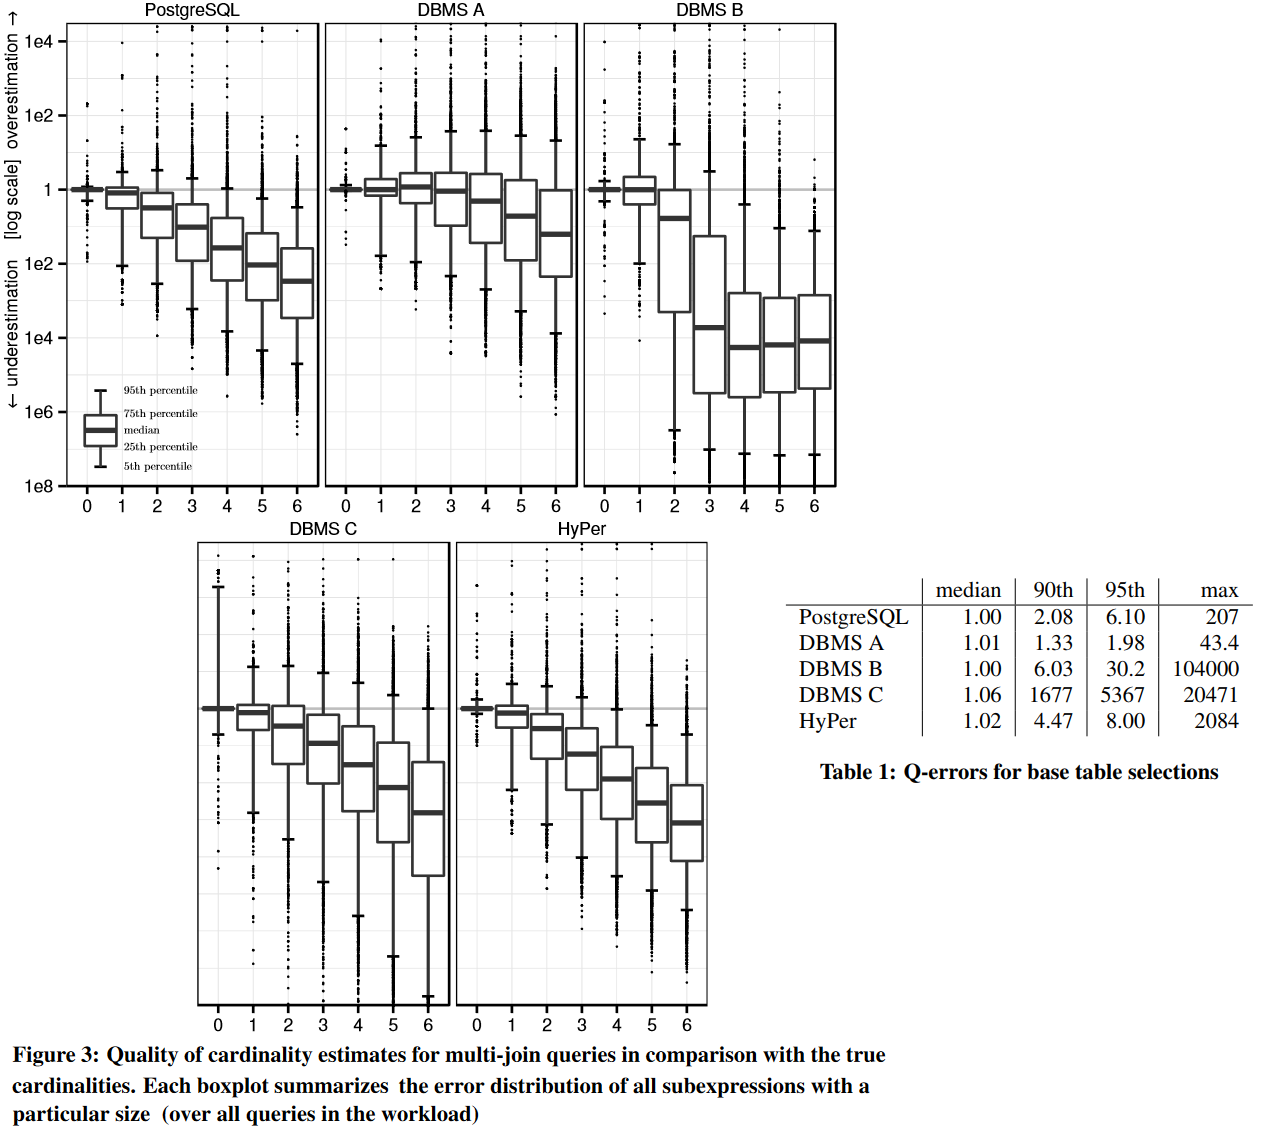 PostgreSQL DBMS A DBMS B
← underestimation [log scale] overestimation →
1e4
1e2
1
1e2
1e4
1e6
1e8
95th percentile
75th percentile
median
25th percentile
5th percentile
0 1 2 3 4 5 6 0 1 2 3 4 5 6 0 1 2 3 4 5 6
DBMS C HyPer
0 1 2 3 4 5 6 0 1 2 3 4 5 6
median 90th 95th max
PostgreSQL 1.00 2.08 6.10 207
DBMS A 1.01 1.33 1.98 43.4
DBMS B 1.00 6.03 30.2 104000
DBMS C 1.06 1677 5367 20471
HyPer 1.02 4.47 8.00 2084
Table 1: Q-errors for base table selections
Figure 3: Quality of cardinality estimates for multi-join queries in comparison with the true
cardinalities. Each boxplot summarizes the error distribution of all subexpressions with a
particular size (over all queries in the workload)